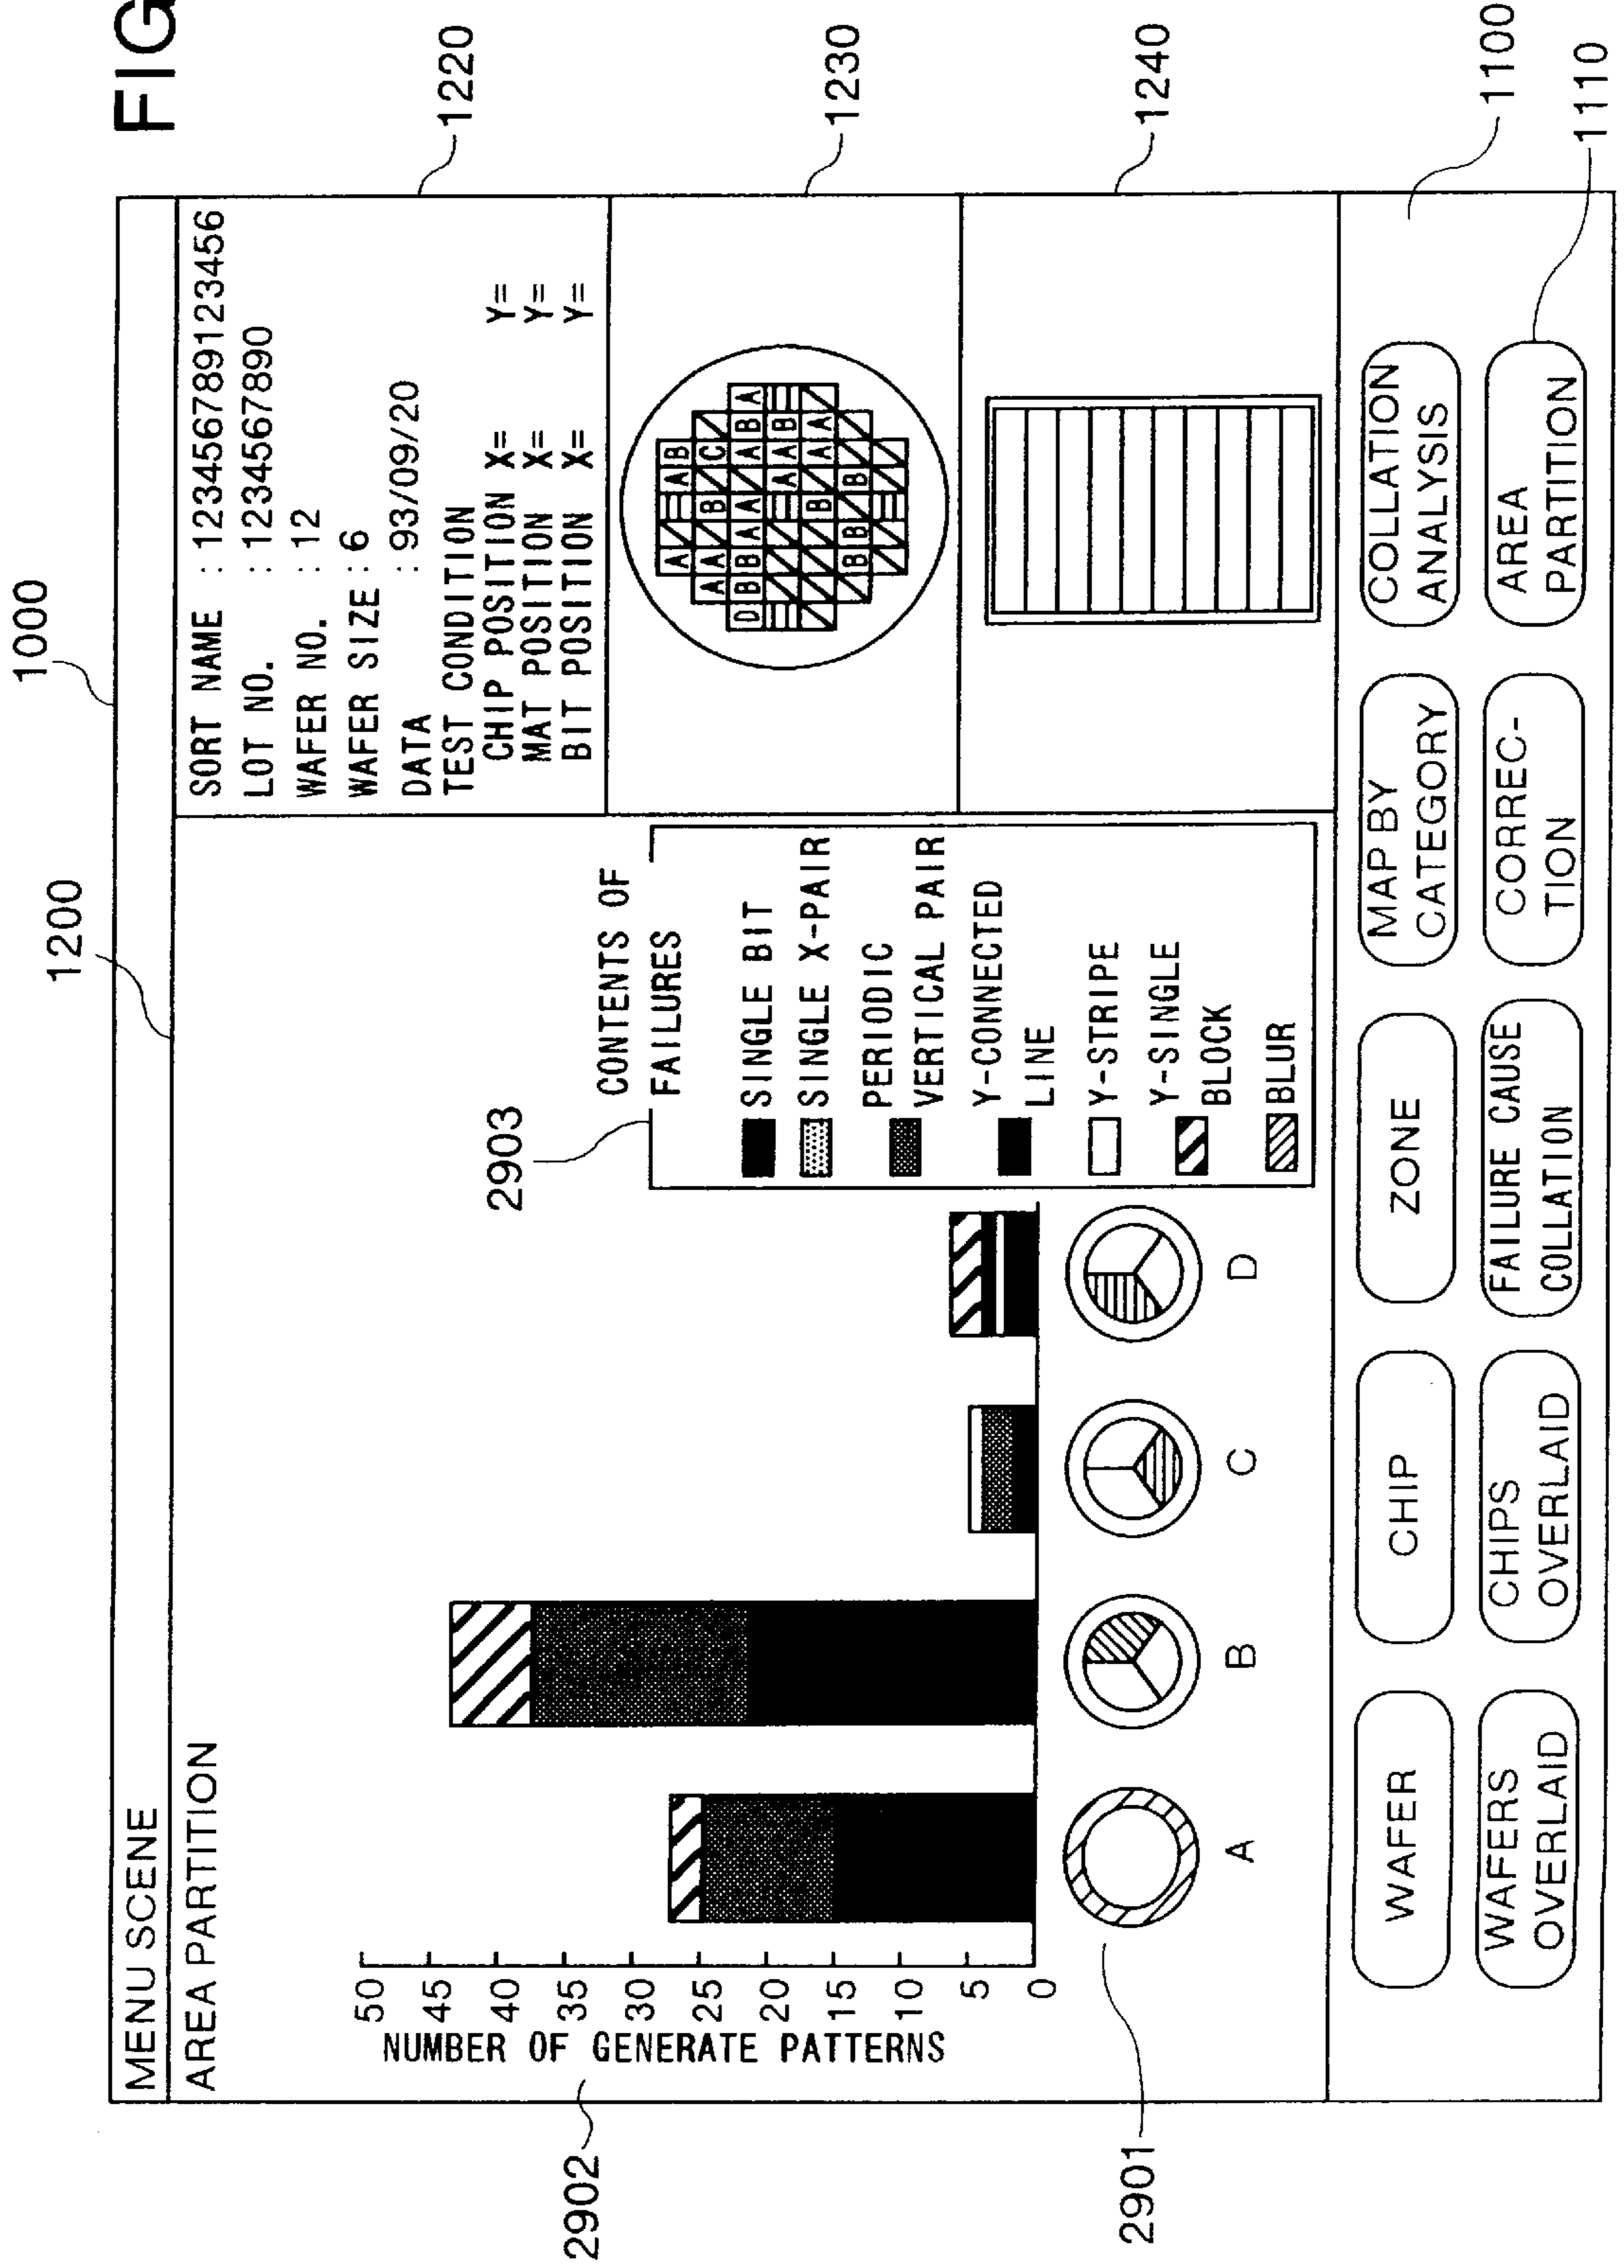 FIG
1000
1200
MENU SCENE
AREA PARTITION
SORT NAME : 123456789123456
LOT NO. : 1234567890
WAFER NO. : 12
WAFER SIZE : 6
DATA : 93/09/20
TEST CONDITION
CHIP POSITION X= Y=
MAT POSITION X= Y=
BIT POSITION X= Y=
1220
1230
1240
1100
1110
2902
NUMBER OF GENERATE PATTERNS
50
45
40
35
30
25
20
15
10
5
0
2903
CONTENTS OF
FAILURES
SINGLE BIT
SINGLE X-PAIR
PERIODIC
VERTICAL PAIR
Y-CONNECTED
LINE
Y-STRIPE
Y-SINGLE
BLOCK
BLUR
2901
A B C D
A A B
A A B C
D B B A A B A
A A B
B A A
B B B
WAFER
CHIP
ZONE
MAP BY
CATEGORY
COLLATION
ANALYSIS
WAFERS
OVERLAID
CHIPS
OVERLAID
FAILURE CAUSE
COLLATION
CORREC-
TION
AREA
PARTITION